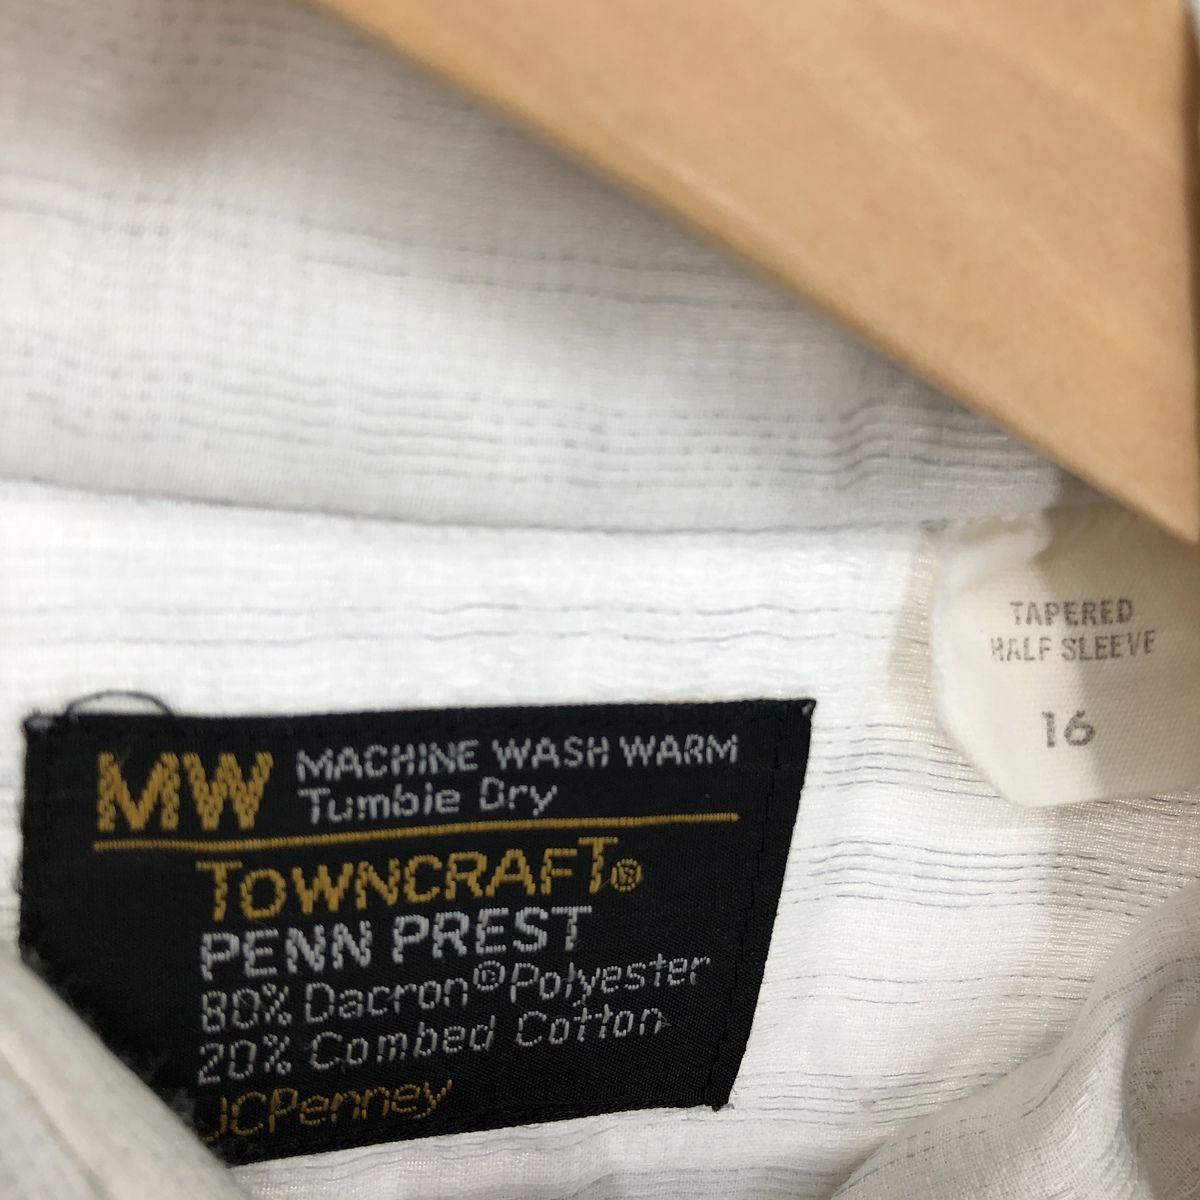 TAPERED
HALF SLEEVE
16
MW MACHINE WASH WARM
Tumble Dry
TOWNCRAFT®
PENN PREST
80% Dacron® Polyester
20% Combed Cotton
JCPenney